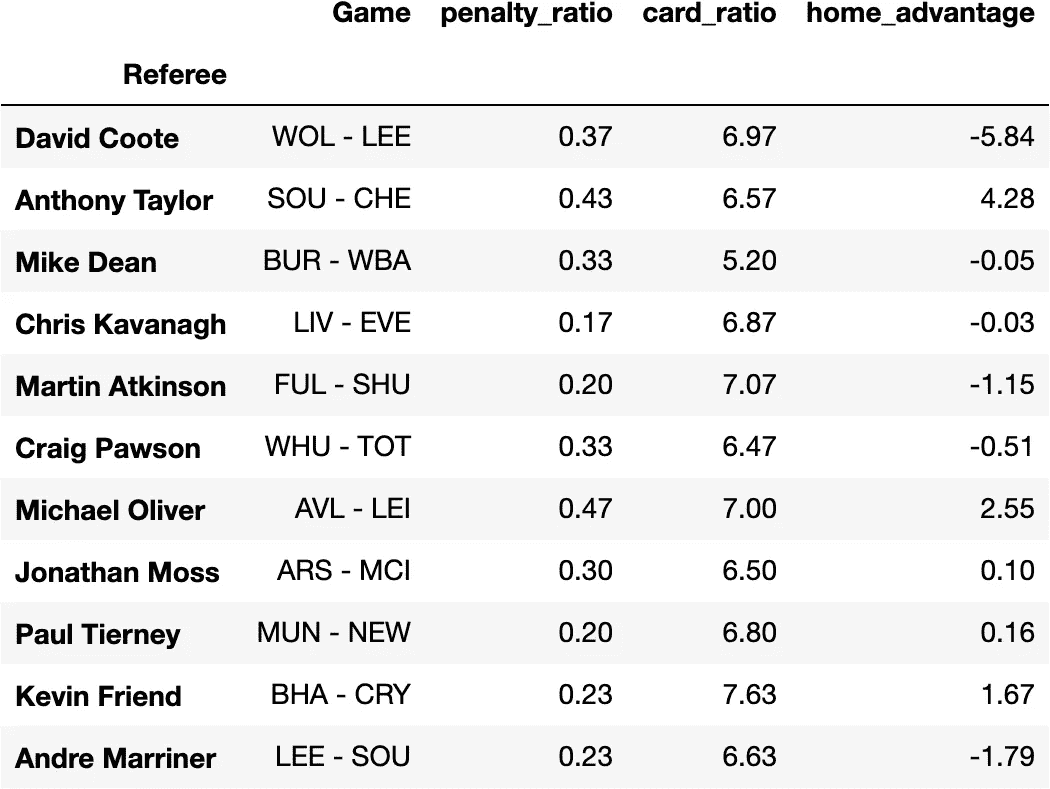 Game penalty_ratio card_ratio home_advantage
Referee
David Coote WOL - LEE 0.37 6.97 -5.84
Anthony Taylor SOU - CHE 0.43 6.57 4.28
Mike Dean BUR - WBA 0.33 5.20 -0.05
Chris Kavanagh LIV - EVE 0.17 6.87 -0.03
Martin Atkinson FUL - SHU 0.20 7.07 -1.15
Craig Pawson WHU - TOT 0.33 6.47 -0.51
Michael Oliver AVL - LEI 0.47 7.00 2.55
Jonathan Moss ARS - MCI 0.30 6.50 0.10
Paul Tierney MUN - NEW 0.20 6.80 0.16
Kevin Friend BHA - CRY 0.23 7.63 1.67
Andre Marriner LEE - SOU 0.23 6.63 -1.79